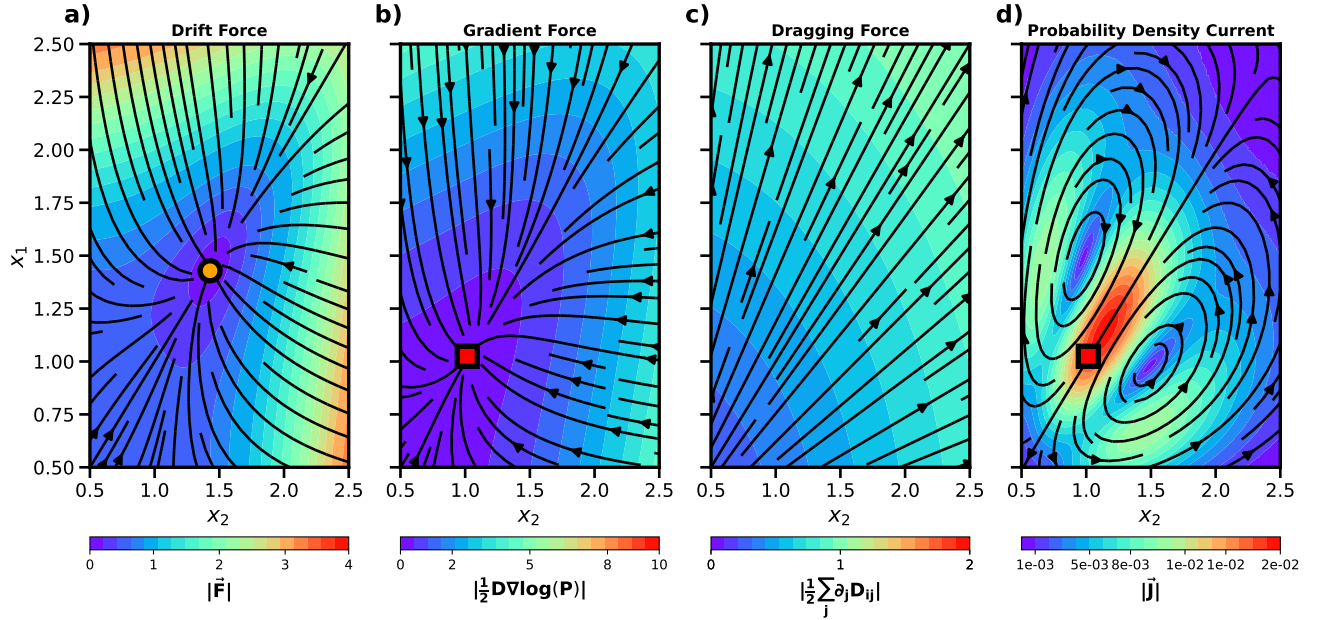 a) b) c) d)
Drift Force Gradient Force Dragging Force Probability Density Current
2.50
2.25
2.00
1.75
1.50
1.25
1.00
0.75
0.50
x₁
0.5 1.0 1.5 2.0 2.5 0.5 1.0 1.5 2.0 2.5 0.5 1.0 1.5 2.0 2.5 0.5 1.0 1.5 2.0 2.5
x₂ x₂ x₂ x₂
0 1 2 3 4 0 2 5 8 10 0 1 2 2 1e-03 5e-03 8e-03 1e-02 1e-02 2e-02
|F⃗| |½D∇log(P)| |½∑ⱼ∂ⱼDᵢⱼ| |J⃗|